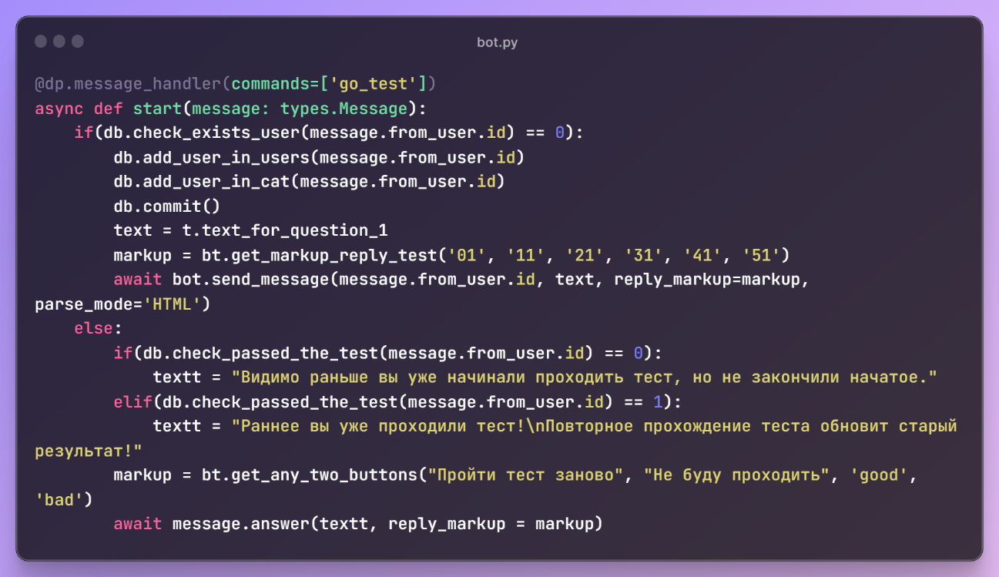 bot.py
@dp.message_handler(commands=['go_test'])
async def start(message: types.Message):
    if(db.check_exists_user(message.from_user.id) == 0):
        db.add_user_in_users(message.from_user.id)
        db.add_user_in_cat(message.from_user.id)
        db.commit()
        text = t.text_for_question_1
        markup = bt.get_markup_reply_test('01', '11', '21', '31', '41', '51')
        await bot.send_message(message.from_user.id, text, reply_markup=markup,
parse_mode='HTML')
    else:
        if(db.check_passed_the_test(message.from_user.id) == 0):
            textt = "Видимо раньше вы уже начинали проходить тест, но не закончили начатое."
        elif(db.check_passed_the_test(message.from_user.id) == 1):
            textt = "Раннее вы уже проходили тест!\nПовторное прохождение теста обновит старый
результат!"
        markup = bt.get_any_two_buttons("Пройти тест заново", "Не буду проходить", 'good',
'bad')
        await message.answer(textt, reply_markup = markup)